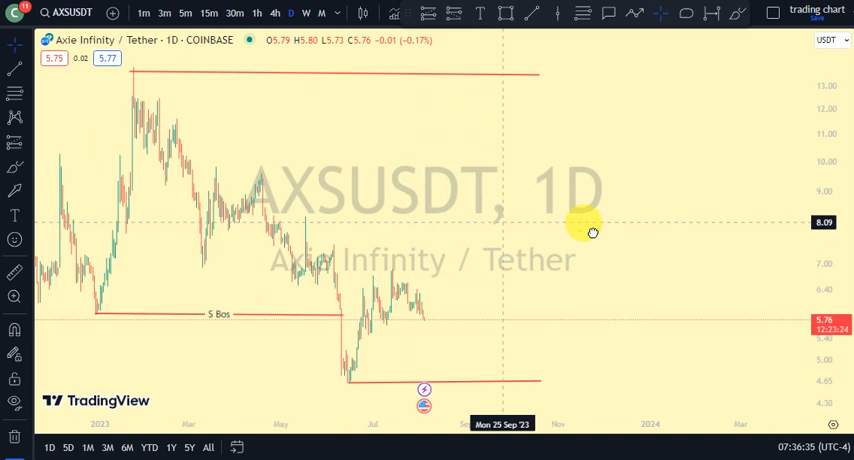 C 11 AXSUSDT 1m 3m 5m 15m 30m 1h 4h D W M trading chart
Save
Axie Infinity / Tether · 1D · COINBASE O5.79 H5.80 L5.73 C5.76 −0.01 (−0.17%) USDT
5.75 0.02 5.77
13.00
12.00
11.00
10.00
9.00
AXSUSDT, 1D
8.09
Axie Infinity / Tether
7.00
6.40
S Bos
5.76
12:23:24
5.40
5.00
4.65
4.30
TradingView
2023 Mar May Jul Mon 25 Sep '23 Nov 2024 Mar
1D 5D 1M 3M 6M YTD 1Y 5Y All 07:36:35 (UTC-4)